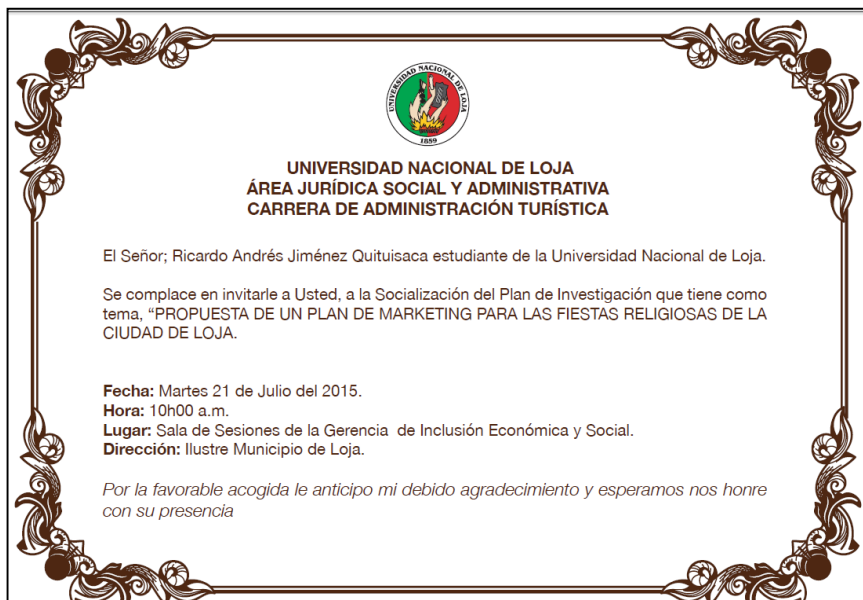 UNIVERSIDAD NACIONAL DE LOJA
1859
UNIVERSIDAD NACIONAL DE LOJA
ÁREA JURÍDICA SOCIAL Y ADMINISTRATIVA
CARRERA DE ADMINISTRACIÓN TURÍSTICA
El Señor; Ricardo Andrés Jiménez Quituisaca estudiante de la Universidad Nacional de Loja.
Se complace en invitarle a Usted, a la Socialización del Plan de Investigación que tiene como
tema, “PROPUESTA DE UN PLAN DE MARKETING PARA LAS FIESTAS RELIGIOSAS DE LA
CIUDAD DE LOJA.
Fecha: Martes 21 de Julio del 2015.
Hora: 10h00 a.m.
Lugar: Sala de Sesiones de la Gerencia de Inclusión Económica y Social.
Dirección: Ilustre Municipio de Loja.
Por la favorable acogida le anticipo mi debido agradecimiento y esperamos nos honre
con su presencia